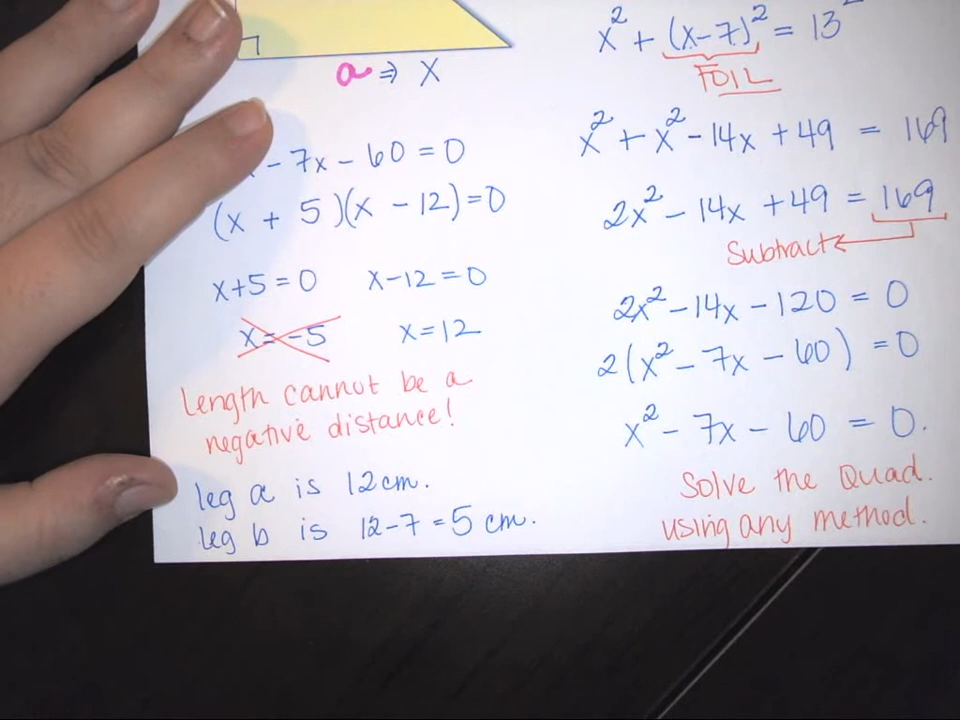 a ⇒ X
- 7x - 60 = 0
(x + 5)(x - 12) = 0
x+5 = 0 x-12 = 0
x = -5 x = 12
Length cannot be a
negative distance!
leg a is 12 cm.
leg b is 12-7 = 5 cm.
x² + (x-7)² = 13²
FOIL
x² + x² - 14x + 49 = 169
2x² - 14x + 49 = 169
Subtract
2x² - 14x - 120 = 0
2(x² - 7x - 60) = 0
x² - 7x - 60 = 0.
Solve the Quad.
using any method.